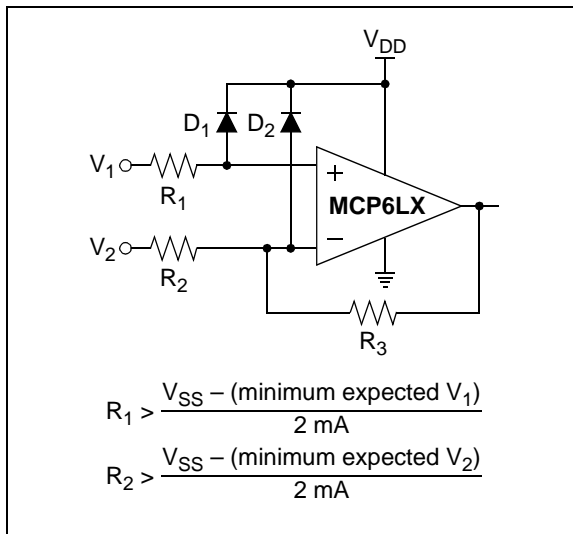 V_DD
D_1 D_2
V_1
R_1
+
MCP6LX
V_2
R_2
–
R_3
R_1 > V_SS – (minimum expected V_1)
2 mA
R_2 > V_SS – (minimum expected V_2)
2 mA